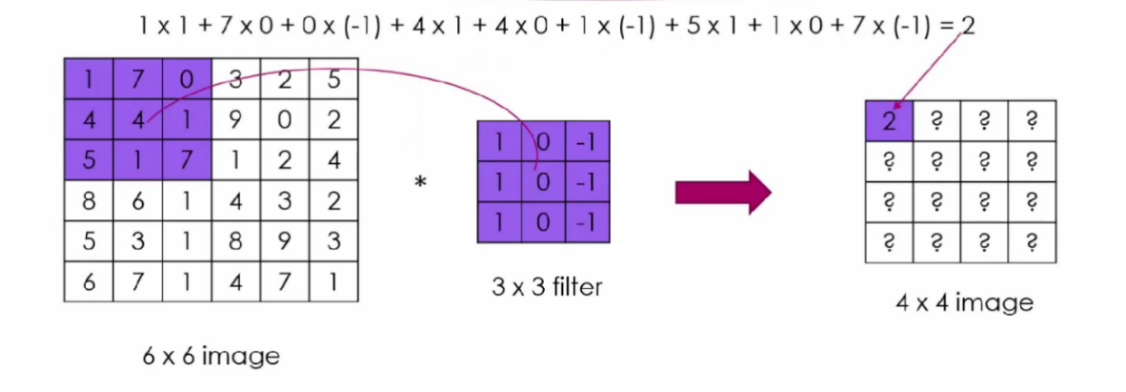 1 x 1 + 7 x 0 + 0 x (-1) + 4 x 1 + 4 x 0 + 1 x (-1) + 5 x 1 + 1 x 0 + 7 x (-1) = 2
1 7 0 3 2 5
4 4 1 9 0 2
5 1 7 1 2 4
8 6 1 4 3 2
5 3 1 8 9 3
6 7 1 4 7 1
6 x 6 image
*
1 0 -1
1 0 -1
1 0 -1
3 x 3 filter
2 ? ? ?
? ? ? ?
? ? ? ?
? ? ? ?
4 x 4 image